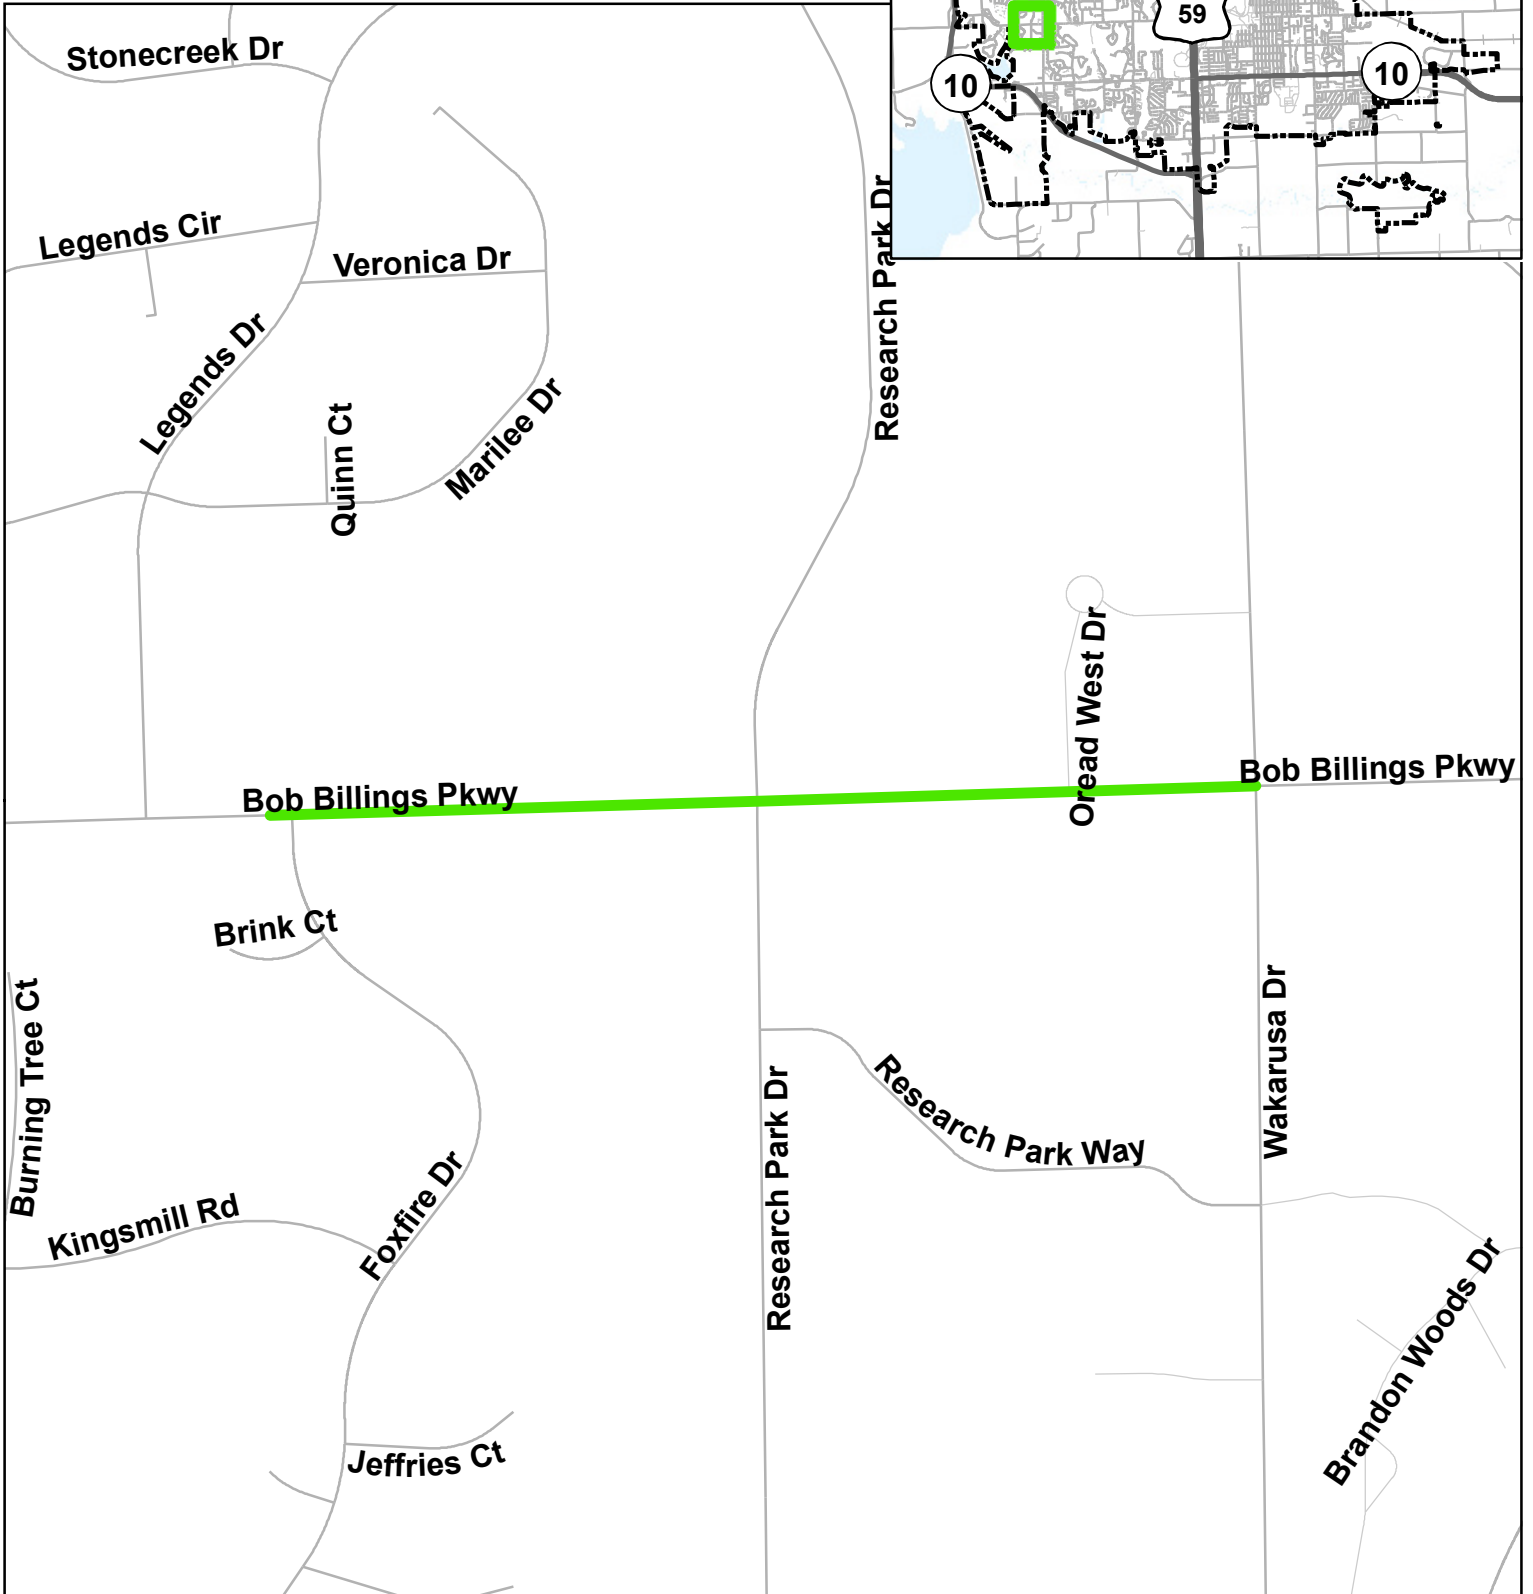 59
10
10
Stonecreek Dr
Legends Cir
Veronica Dr
Research Park Dr
Legends Dr
Quinn Ct
Marilee Dr
Oread West Dr
Bob Billings Pkwy
Bob Billings Pkwy
Brink Ct
Burning Tree Ct
Wakarusa Dr
Research Park Way
Research Park Dr
Foxfire Dr
Kingsmill Rd
Brandon Woods Dr
Jeffries Ct